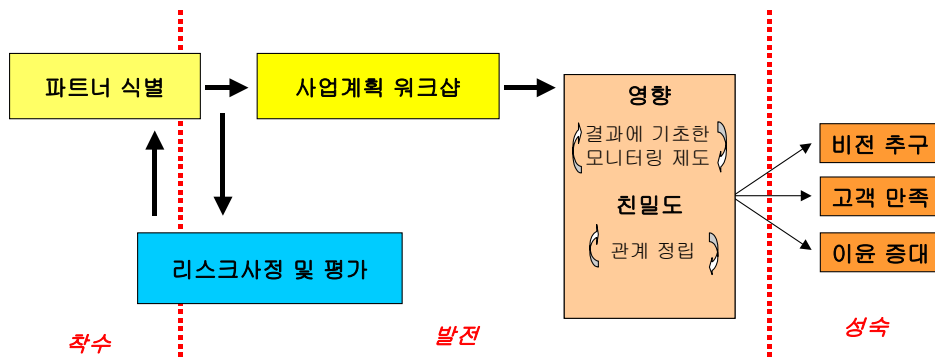 파트너 식별
사업계획 워크샵
영향
결과에 기초한
모니터링 제도
친밀도
관계 정립
비전 추구
고객 만족
이윤 증대
리스크사정 및 평가
착수
발전
성숙